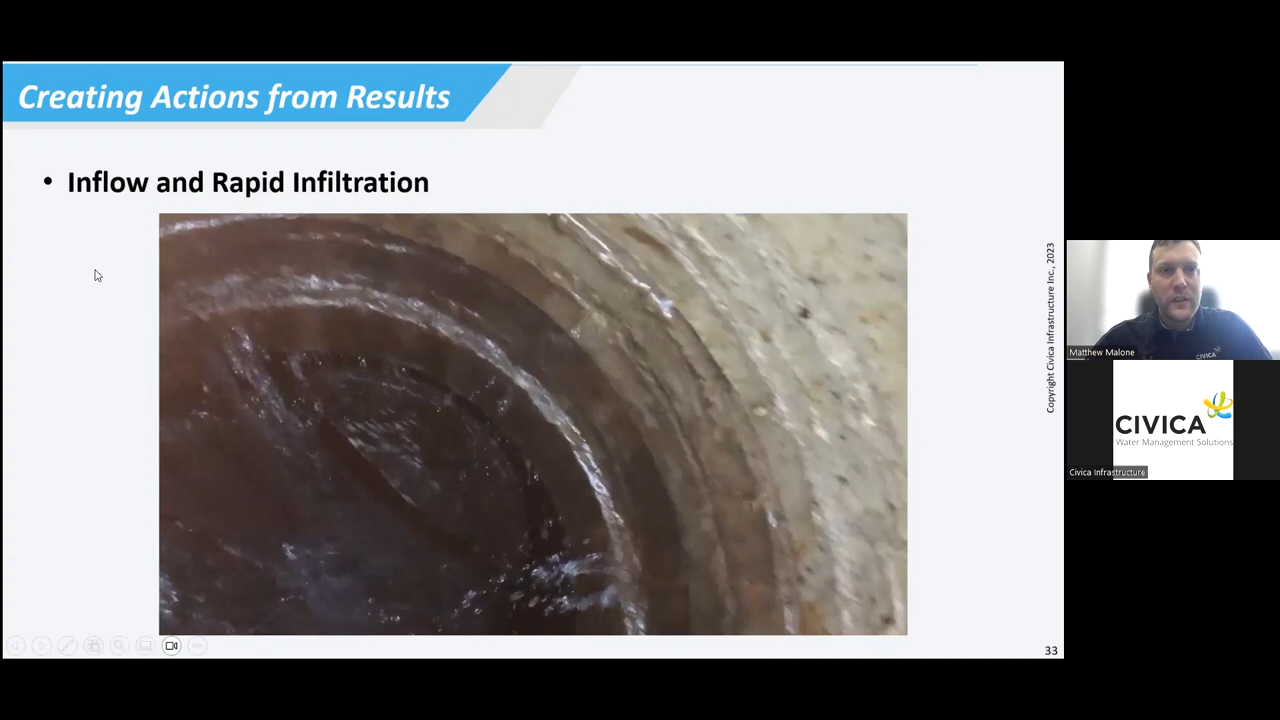 Creating Actions from Results
• Inflow and Rapid Infiltration
Copyright Civica Infrastructure Inc., 2023
33
CIVICA
Matthew Malone
CIVICA
Water Management Solutions
Civica Infrastructure